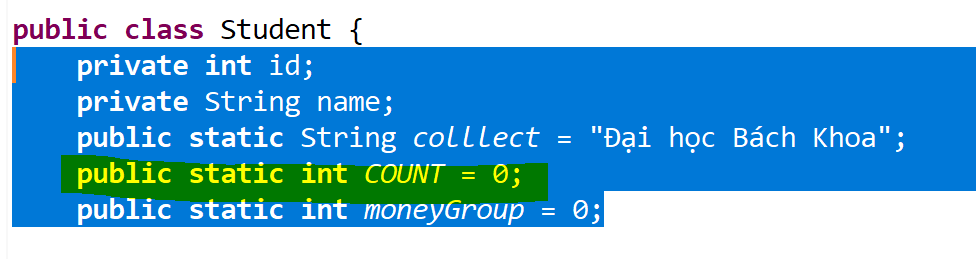 public class Student {
private int id;
private String name;
public static String colllect = "Đại học Bách Khoa";
public static int COUNT = 0;
public static int moneyGroup = 0;